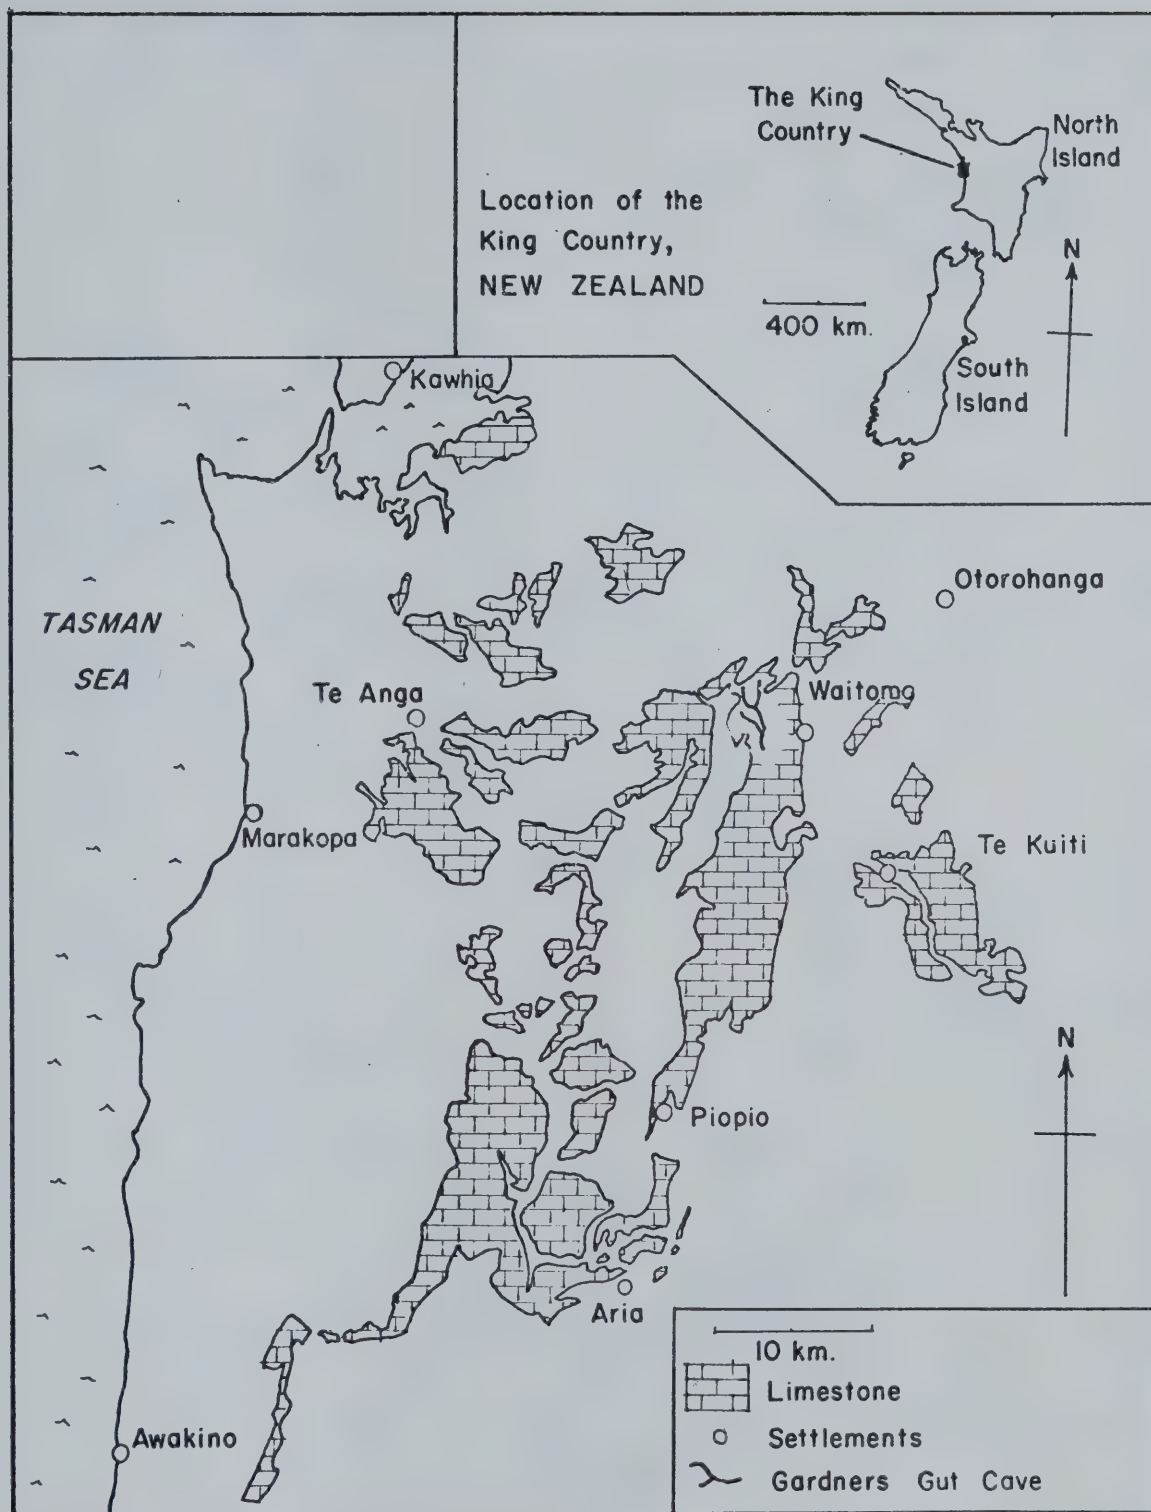 The King
Country
North
Island
Location of the
King Country,
NEW ZEALAND
N
400 km.
South
Island
Kawhia
Otorohanga
TASMAN
SEA
Te Anga
Waitomo
Marakopa
Te Kuiti
N
Piopio
Aria
10 km.
Limestone
Awakino
Settlements
Gardners Gut Cave